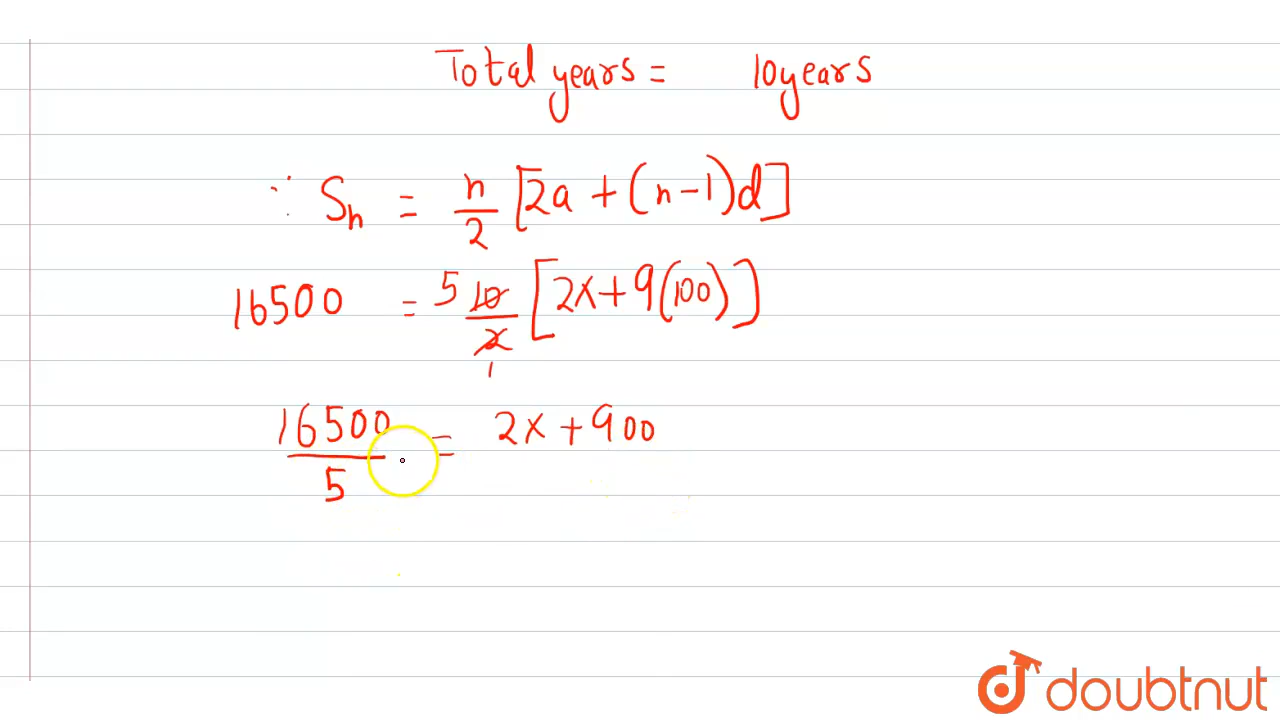 Total years = 10years
∵ Sn = n/2 [2a + (n-1)d]
16500 = 5 10/2 [2x+9(100)]
1
16500/5 = 2x+900
doubtnut